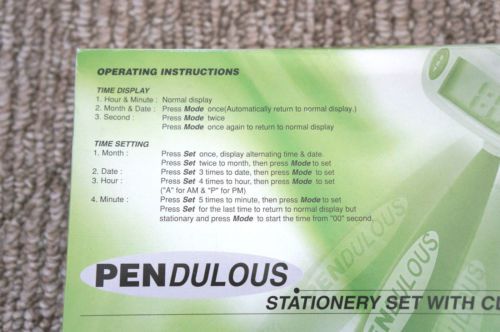 OPERATING INSTRUCTIONS
TIME DISPLAY
1. Hour & Minute : Normal display
2. Month & Date : Press Mode once(Automatically return to normal display.)
3. Second : Press Mode twice
Press Mode once again to return to normal display
TIME SETTING
1. Month : Press Set once, display alternating time & date.
Press Set twice to month, then press Mode to set
2. Date : Press Set 3 times to date, then press Mode to set
3. Hour : Press Set 4 times to hour, then press Mode to set
("A" for AM & "P" for PM)
4. Minute : Press Set 5 times to minute, then press Mode to set
Press Set for the last time to return to normal display but
stationary and press Mode to start the time from "00" second.
PENDULOUS
PENDULOUS
PENDULOUS
STATIONERY SET WITH CL